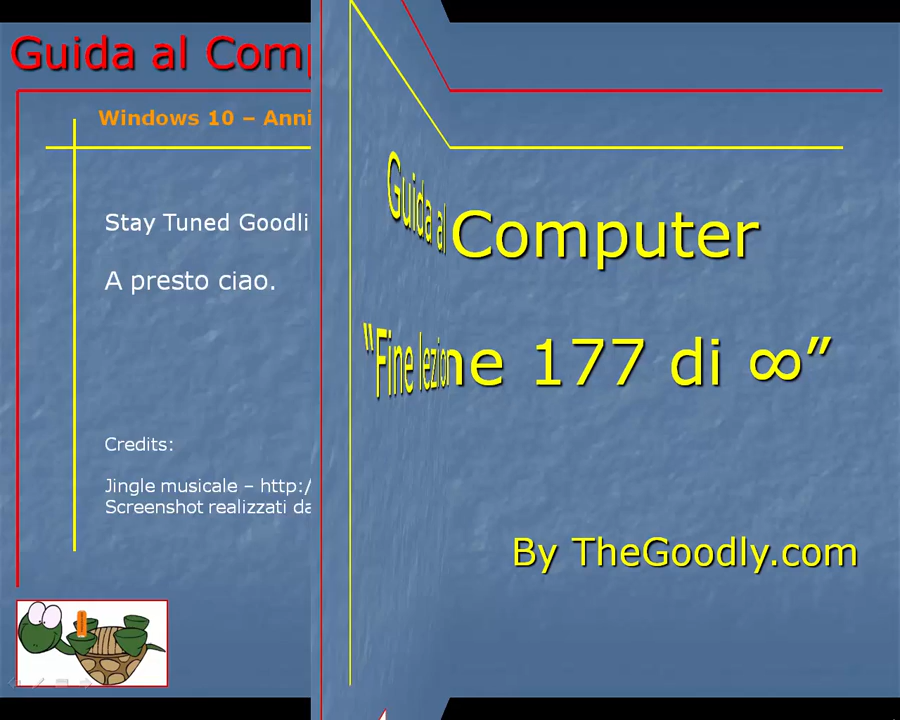 Guida al Comp
Windows 10 – Anni
Stay Tuned Goodli
A presto ciao.
Credits:
Jingle musicale – http:/
Screenshot realizzati da
Guida al Computer
“Fine lezione 177 di ∞”
By TheGoodly.com